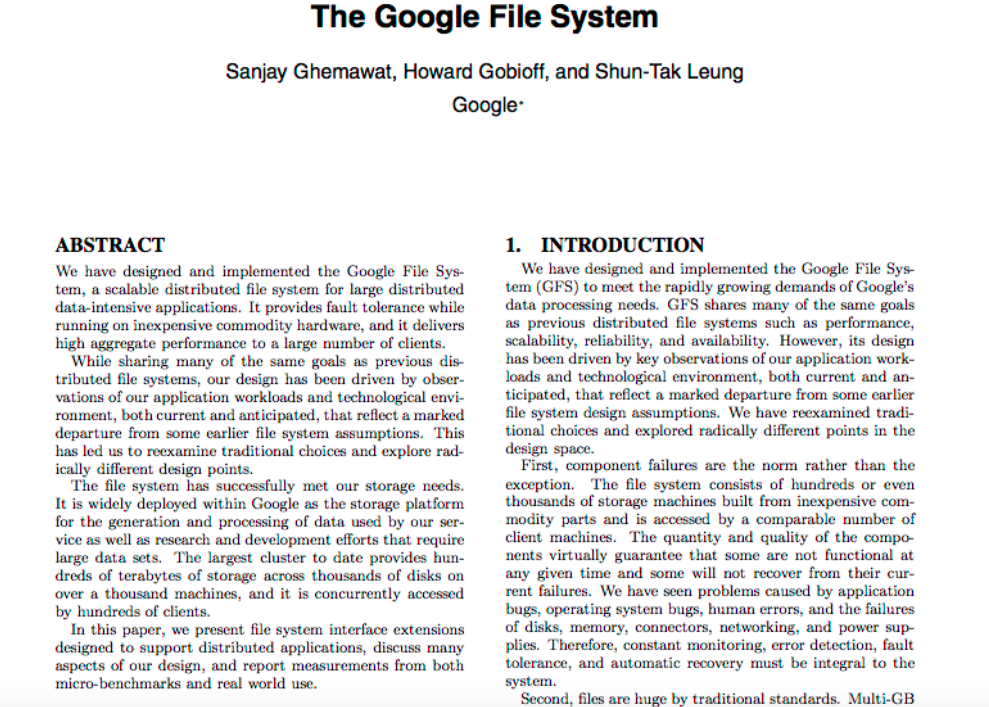 The Google File System
Sanjay Ghemawat, Howard Gobioff, and Shun-Tak Leung
Google*
ABSTRACT
We have designed and implemented the Google File Sys-
tem, a scalable distributed file system for large distributed
data-intensive applications. It provides fault tolerance while
running on inexpensive commodity hardware, and it delivers
high aggregate performance to a large number of clients.
While sharing many of the same goals as previous dis-
tributed file systems, our design has been driven by obser-
vations of our application workloads and technological envi-
ronment, both current and anticipated, that reflect a marked
departure from some earlier file system assumptions. This
has led us to reexamine traditional choices and explore rad-
ically different design points.
The file system has successfully met our storage needs.
It is widely deployed within Google as the storage platform
for the generation and processing of data used by our ser-
vice as well as research and development efforts that require
large data sets. The largest cluster to date provides hun-
dreds of terabytes of storage across thousands of disks on
over a thousand machines, and it is concurrently accessed
by hundreds of clients.
In this paper, we present file system interface extensions
designed to support distributed applications, discuss many
aspects of our design, and report measurements from both
micro-benchmarks and real world use.
1. INTRODUCTION
We have designed and implemented the Google File Sys-
tem (GFS) to meet the rapidly growing demands of Google's
data processing needs. GFS shares many of the same goals
as previous distributed file systems such as performance,
scalability, reliability, and availability. However, its design
has been driven by key observations of our application work-
loads and technological environment, both current and an-
ticipated, that reflect a marked departure from some earlier
file system design assumptions. We have reexamined tradi-
tional choices and explored radically different points in the
design space.
First, component failures are the norm rather than the
exception. The file system consists of hundreds or even
thousands of storage machines built from inexpensive com-
modity parts and is accessed by a comparable number of
client machines. The quantity and quality of the compo-
nents virtually guarantee that some are not functional at
any given time and some will not recover from their cur-
rent failures. We have seen problems caused by application
bugs, operating system bugs, human errors, and the failures
of disks, memory, connectors, networking, and power sup-
plies. Therefore, constant monitoring, error detection, fault
tolerance, and automatic recovery must be integral to the
system.
Second, files are huge by traditional standards. Multi-GB